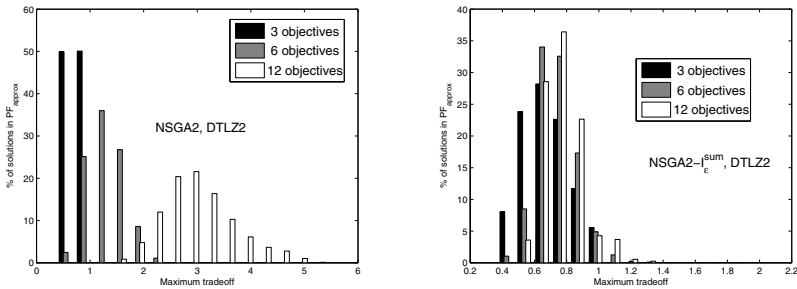 60
50
40
30
20
10
0
% of solutions in PF_approx
3 objectives
6 objectives
12 objectives
NSGA2, DTLZ2
0 1 2 3 4 5 6
Maximum tradeoff
40
35
30
25
20
15
10
5
0
% of solutions in PF_approx
3 objectives
6 objectives
12 objectives
NSGA2−I_ε^sum, DTLZ2
0.2 0.4 0.6 0.8 1 1.2 1.4 1.6 1.8 2 2.2
Maximum tradeoff